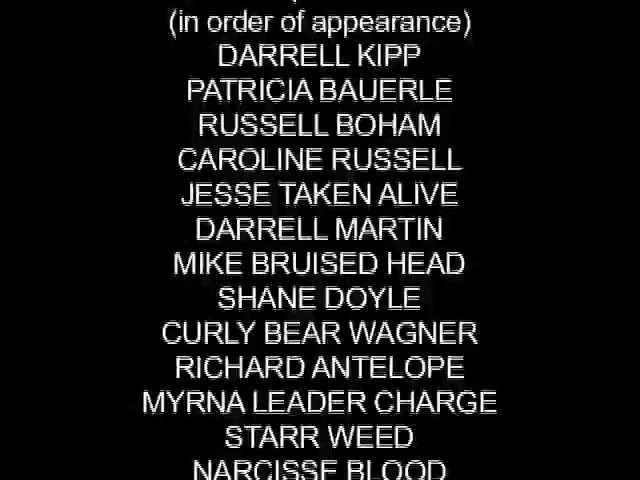 (in order of appearance)
DARRELL KIPP
PATRICIA BAUERLE
RUSSELL BOHAM
CAROLINE RUSSELL
JESSE TAKEN ALIVE
DARRELL MARTIN
MIKE BRUISED HEAD
SHANE DOYLE
CURLY BEAR WAGNER
RICHARD ANTELOPE
MYRNA LEADER CHARGE
STARR WEED
NARCISSE BLOOD